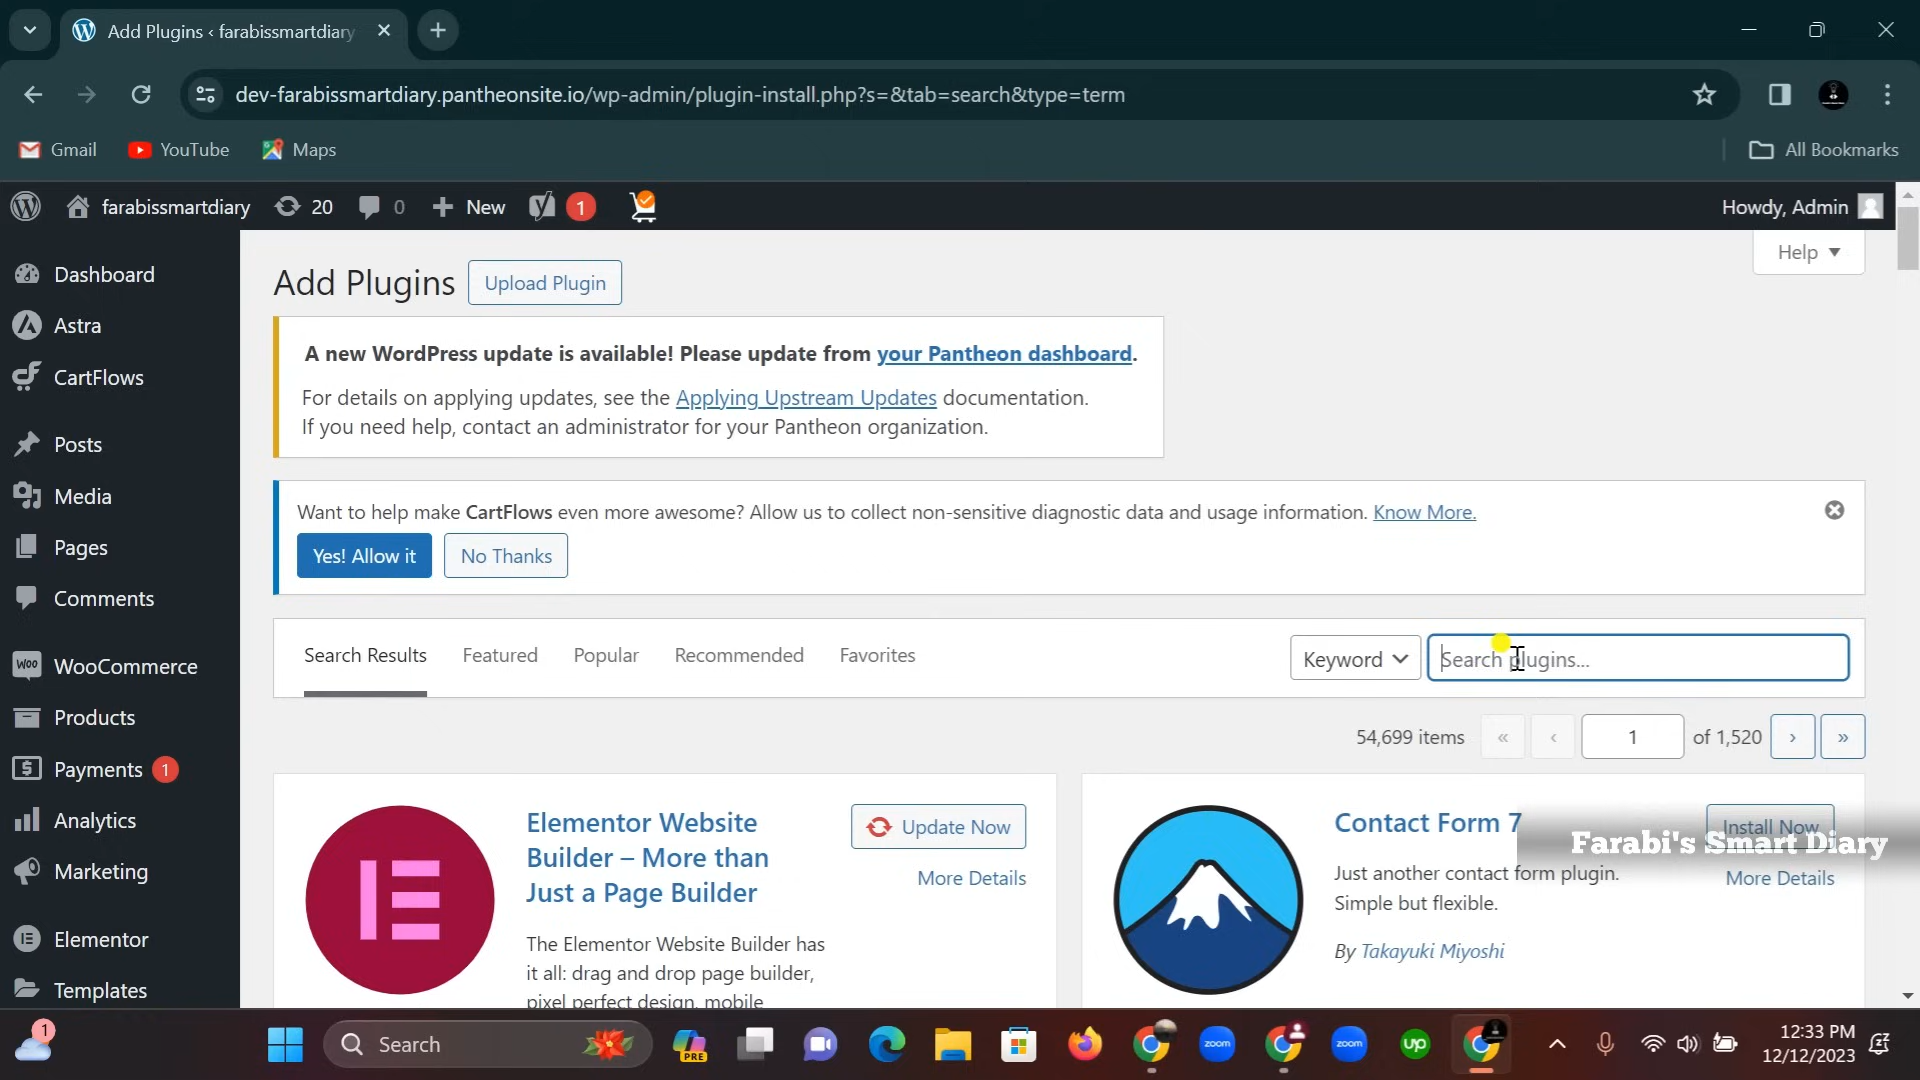 Add Plugins ‹ farabissmartdiary
dev-farabissmartdiary.pantheonsite.io/wp-admin/plugin-install.php?s=&tab=search&type=term
Gmail
YouTube
Maps
All Bookmarks
farabissmartdiary
20
0
New
1
Howdy, Admin
Help
Dashboard
Astra
CartFlows
Posts
Media
Pages
Comments
Woo
WooCommerce
Products
Payments 1
Analytics
Marketing
Elementor
Templates
Add Plugins
Upload Plugin
A new WordPress update is available! Please update from your Pantheon dashboard.
For details on applying updates, see the Applying Upstream Updates documentation.
If you need help, contact an administrator for your Pantheon organization.
Want to help make CartFlows even more awesome? Allow us to collect non-sensitive diagnostic data and usage information. Know More.
Yes! Allow it
No Thanks
Search Results
Featured
Popular
Recommended
Favorites
Keyword
Search plugins...
54,699 items
«
‹
1
of 1,520
›
»
Elementor Website
Builder – More than
Just a Page Builder
Update Now
More Details
The Elementor Website Builder has
it all: drag and drop page builder,
pixel perfect design, mobile
Contact Form 7
Install Now
More Details
Just another contact form plugin.
Simple but flexible.
By Takayuki Miyoshi
Farabi's Smart Diary
1
Search
PRE
zoom
zoom
up
12:33 PM
12/12/2023